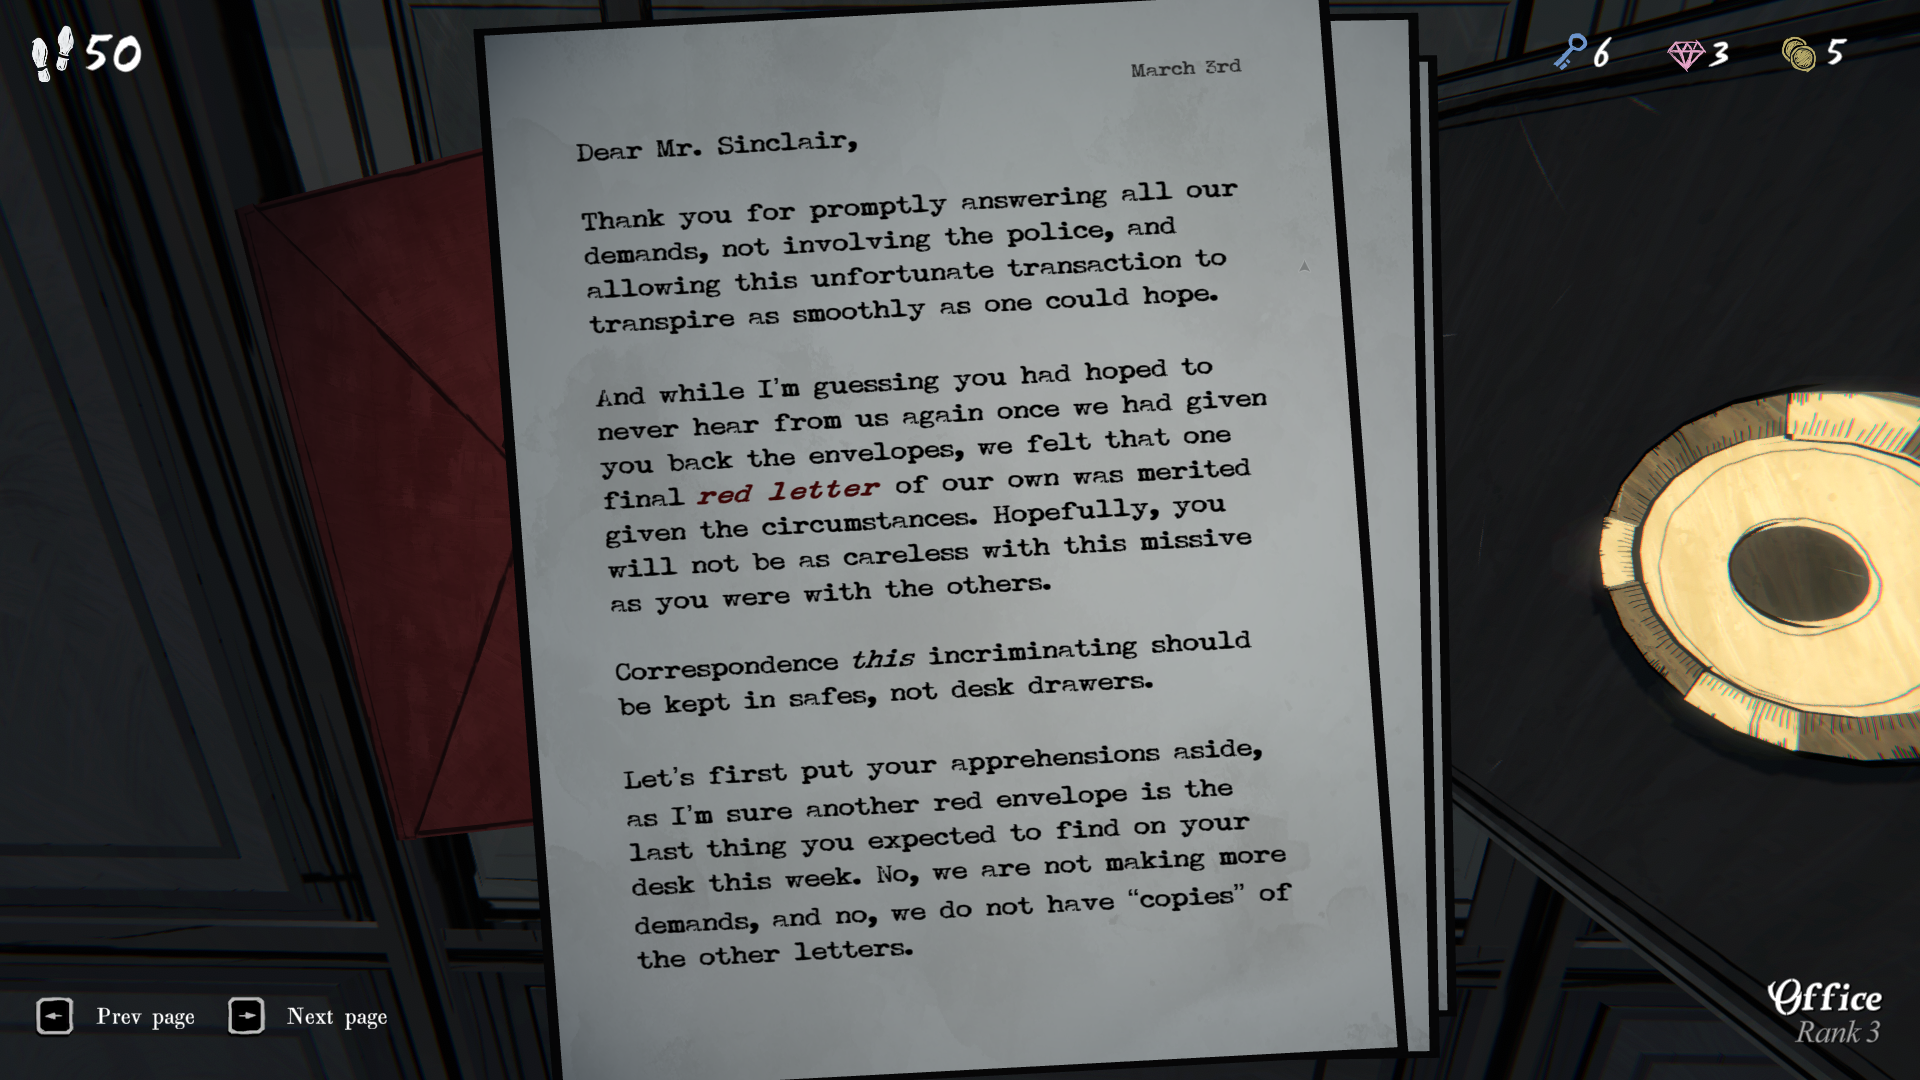 50
6
3
5
March 3rd
Dear Mr. Sinclair,
Thank you for promptly answering all our
demands, not involving the police, and
allowing this unfortunate transaction to
transpire as smoothly as one could hope.
And while I'm guessing you had hoped to
never hear from us again once we had given
you back the envelopes, we felt that one
final red letter of our own was merited
given the circumstances. Hopefully, you
will not be as careless with this missive
as you were with the others.
Correspondence this incriminating should
be kept in safes, not desk drawers.
Let's first put your apprehensions aside,
as I'm sure another red envelope is the
last thing you expected to find on your
desk this week. No, we are not making more
demands, and no, we do not have “copies” of
the other letters.
Prev page
Next page
Office
Rank 3